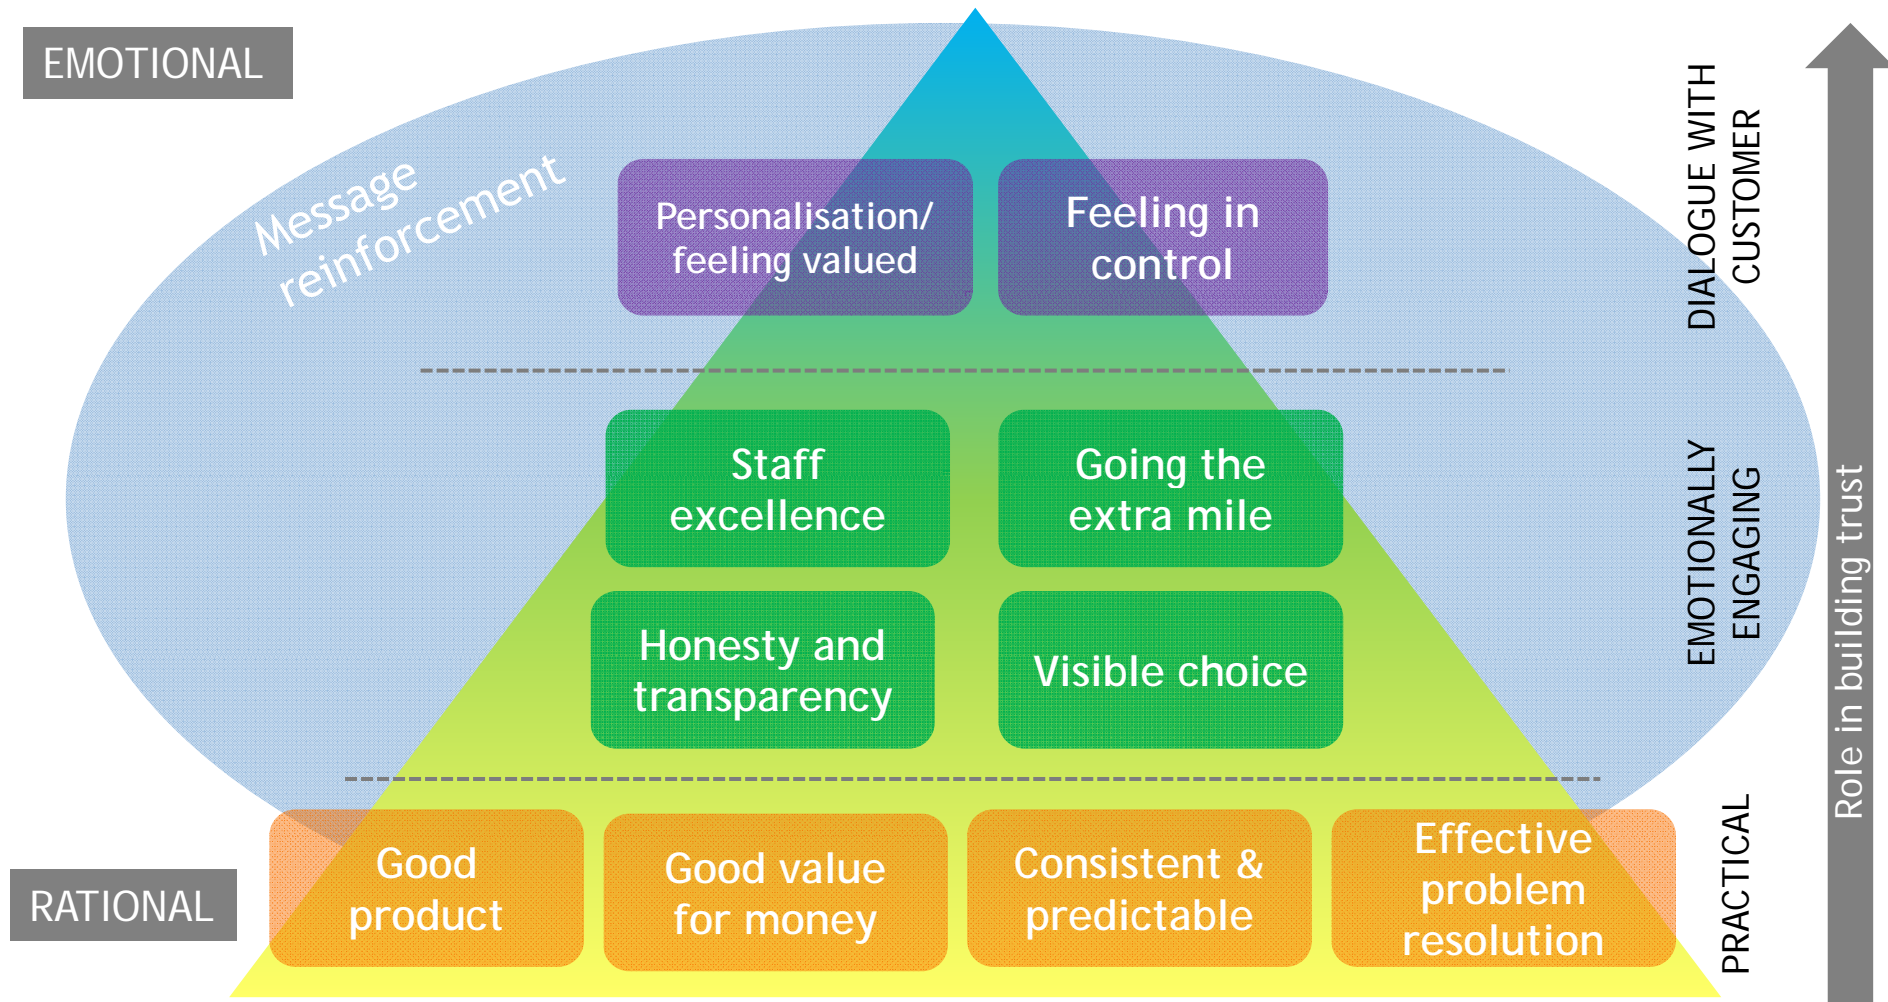 EMOTIONAL
Message
reinforcement
Personalisation/
feeling valued
Feeling in
control
DIALOGUE WITH
CUSTOMER
Staff
excellence
Going the
extra mile
Honesty and
transparency
Visible choice
EMOTIONALLY
ENGAGING
Role in building trust
RATIONAL
Good
product
Good value
for money
Consistent &
predictable
Effective
problem
resolution
PRACTICAL